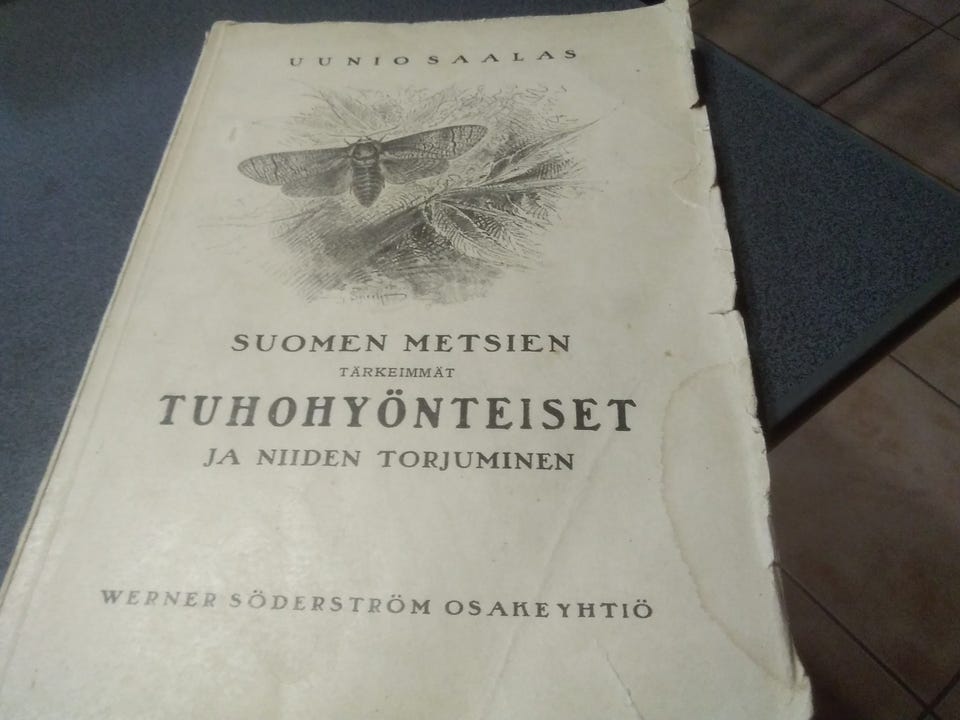 UUNIO SAALAS
SUOMEN METSIEN
TÄRKEIMMÄT
TUHOHYÖNTEISET
JA NIIDEN TORJUMINEN
WERNER SÖDERSTRÖM OSAKEYHTIÖ